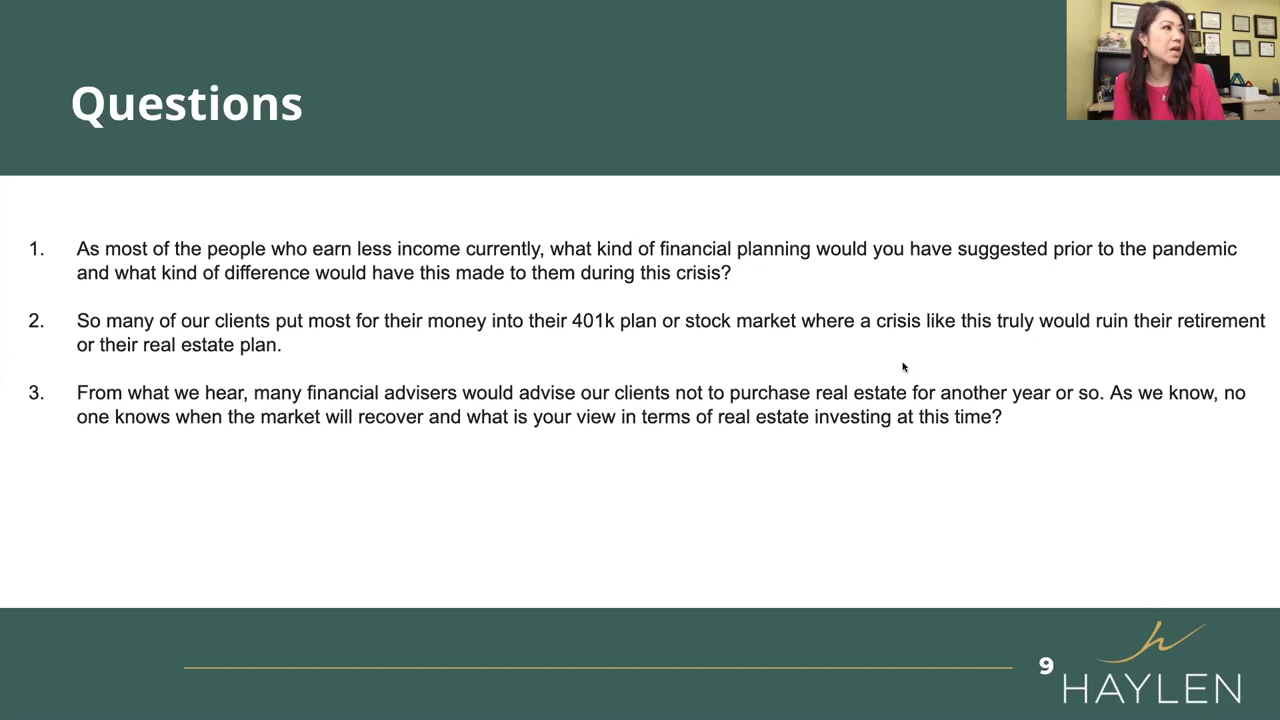 Questions
1. As most of the people who earn less income currently, what kind of financial planning would you have suggested prior to the pandemic
and what kind of difference would have this made to them during this crisis?
2. So many of our clients put most for their money into their 401k plan or stock market where a crisis like this truly would ruin their retirement
or their real estate plan.
3. From what we hear, many financial advisers would advise our clients not to purchase real estate for another year or so. As we know, no
one knows when the market will recover and what is your view in terms of real estate investing at this time?
9
HAYLEN